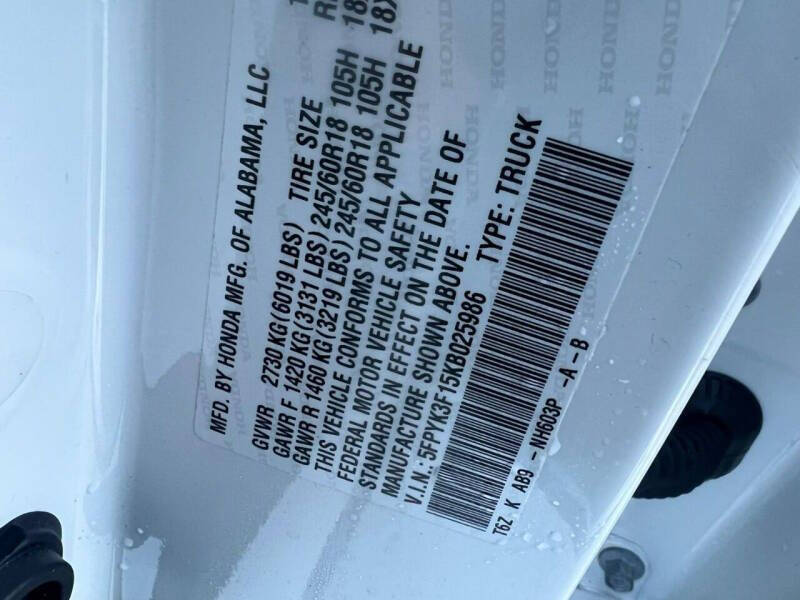 MFD. BY HONDA MFG. OF ALABAMA, LLC
GVWR 2730 KG(6019 LBS) TIRE SIZE
GAWR F 1420 KG(3131 LBS) 245/60R18 105H 18X
GAWR R 1460 KG(3219 LBS) 245/60R18 105H 18X
THIS VEHICLE CONFORMS TO ALL APPLICABLE
FEDERAL MOTOR VEHICLE SAFETY
STANDARDS IN EFFECT ON THE DATE OF
MANUFACTURE SHOWN ABOVE.
V.I.N.: 5FPYK3F15KB025986 TYPE: TRUCK
T6Z K AB9 - NH603P -A-B